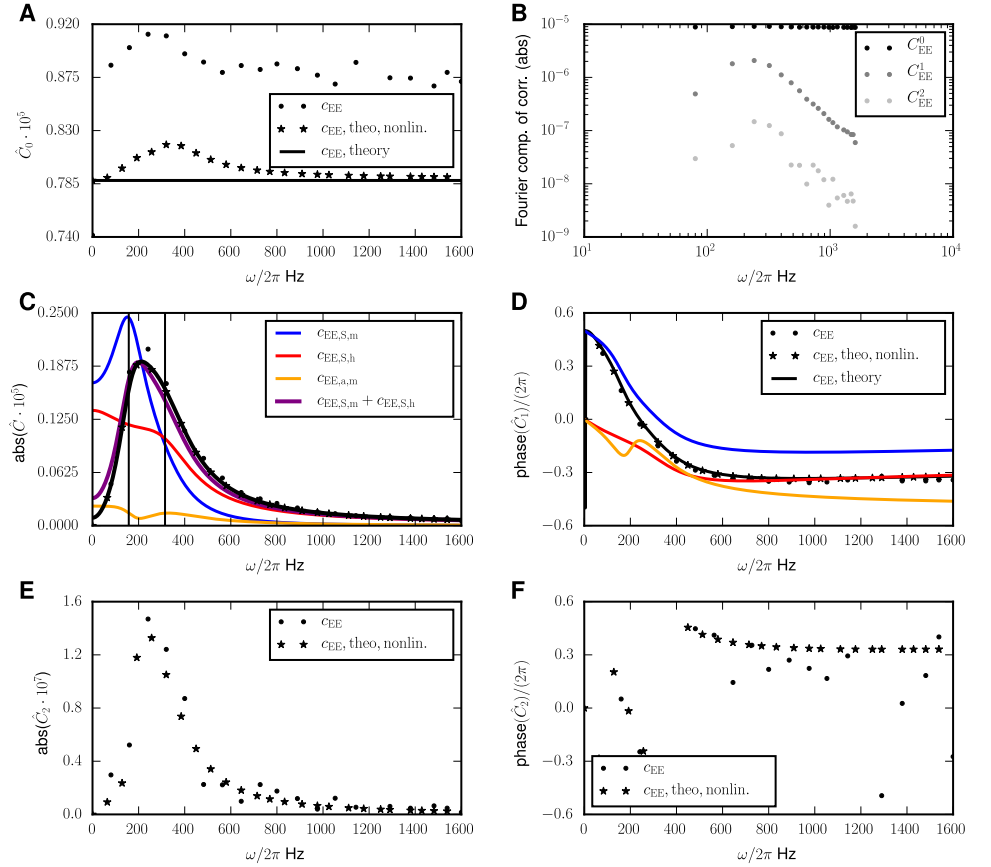 A
0.920
0.875
0.830
0.785
0.740
Ĉ₀ · 10⁵
c_EE
c_EE, theo, nonlin.
c_EE, theory
0 200 400 600 800 1000 1200 1400 1600
ω/2π Hz
B
10⁻⁵
10⁻⁶
10⁻⁷
10⁻⁸
10⁻⁹
Fourier comp. of corr. (abs)
C⁰_EE
C¹_EE
C²_EE
10¹ 10² 10³ 10⁴
ω/2π Hz
C
0.2500
0.1875
0.1250
0.0625
0.0000
abs(Ĉ · 10⁵)
c_EE,S,m
c_EE,S,h
c_EE,a,m
c_EE,S,m + c_EE,S,h
0 200 400 600 800 1000 1200 1400 1600
ω/2π Hz
D
0.6
0.3
0.0
−0.3
−0.6
phase(Ĉ₁)/(2π)
c_EE
c_EE, theo, nonlin.
c_EE, theory
0 200 400 600 800 1000 1200 1400 1600
ω/2π Hz
E
1.6
1.2
0.8
0.4
0.0
abs(Ĉ₂ · 10⁷)
c_EE
c_EE, theo, nonlin.
0 200 400 600 800 1000 1200 1400 1600
ω/2π Hz
F
0.6
0.3
0.0
−0.3
−0.6
phase(Ĉ₂)/(2π)
c_EE
c_EE, theo, nonlin.
0 200 400 600 800 1000 1200 1400 1600
ω/2π Hz